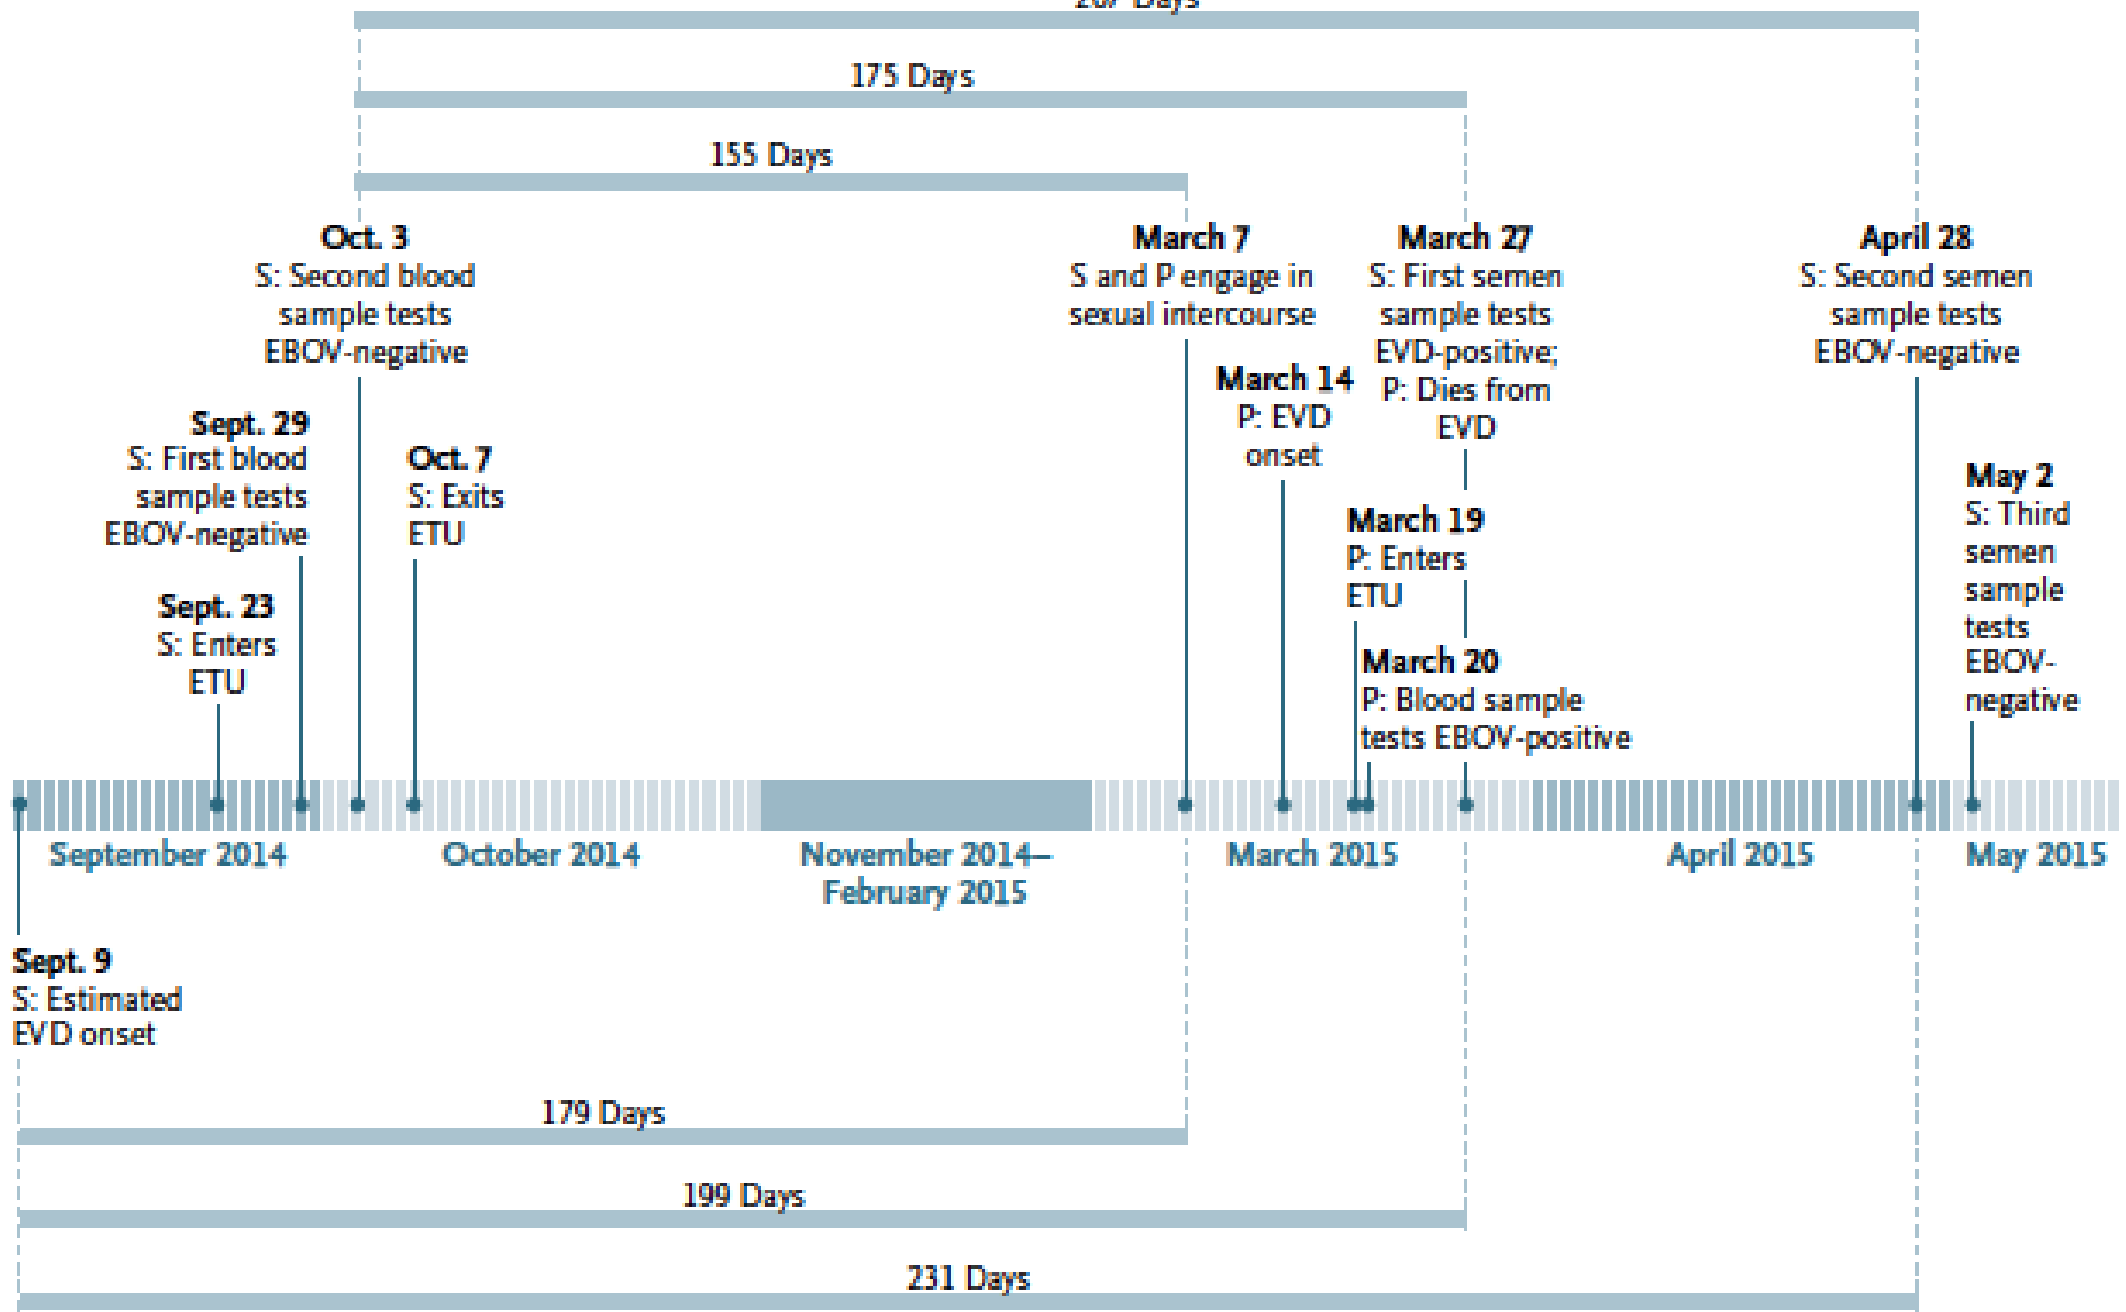 207 Days
175 Days
155 Days
Oct. 3
S: Second blood
sample tests
EBOV-negative
March 7
S and P engage in
sexual intercourse
March 27
S: First semen
sample tests
EVD-positive;
P: Dies from
EVD
April 28
S: Second semen
sample tests
EBOV-negative
March 14
P: EVD
onset
Sept. 29
S: First blood
sample tests
EBOV-negative
Oct. 7
S: Exits
ETU
May 2
S: Third
semen
sample
tests
EBOV-
negative
March 19
P: Enters
ETU
Sept. 23
S: Enters
ETU
March 20
P: Blood sample
tests EBOV-positive
September 2014
October 2014
November 2014–
February 2015
March 2015
April 2015
May 2015
Sept. 9
S: Estimated
EVD onset
179 Days
199 Days
231 Days